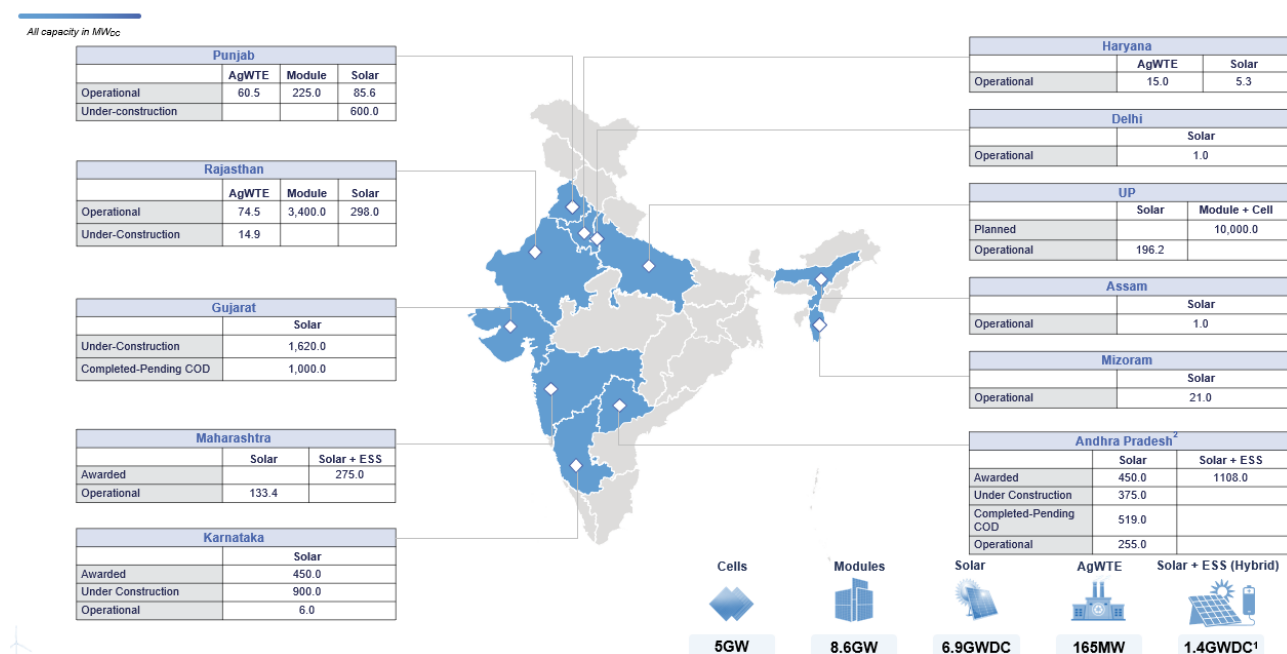 All capacity in MWDC
Punjab
AgWTE Module Solar
Operational 60.5 225.0 85.6
Under-construction 600.0
Rajasthan
AgWTE Module Solar
Operational 74.5 3,400.0 298.0
Under-Construction 14.9
Gujarat
Solar
Under-Construction 1,620.0
Completed-Pending COD 1,000.0
Maharashtra
Solar Solar + ESS
Awarded 275.0
Operational 133.4
Karnataka
Solar
Awarded 450.0
Under Construction 900.0
Operational 6.0
Haryana
AgWTE Solar
Operational 15.0 5.3
Delhi
Solar
Operational 1.0
UP
Solar Module + Cell
Planned 10,000.0
Operational 196.2
Assam
Solar
Operational 1.0
Mizoram
Solar
Operational 21.0
Andhra Pradesh²
Solar Solar + ESS
Awarded 450.0 1108.0
Under Construction 375.0
Completed-Pending
COD 519.0
Operational 255.0
Cells Modules Solar AgWTE Solar + ESS (Hybrid)
5GW 8.6GW 6.9GWDC 165MW 1.4GWDC¹